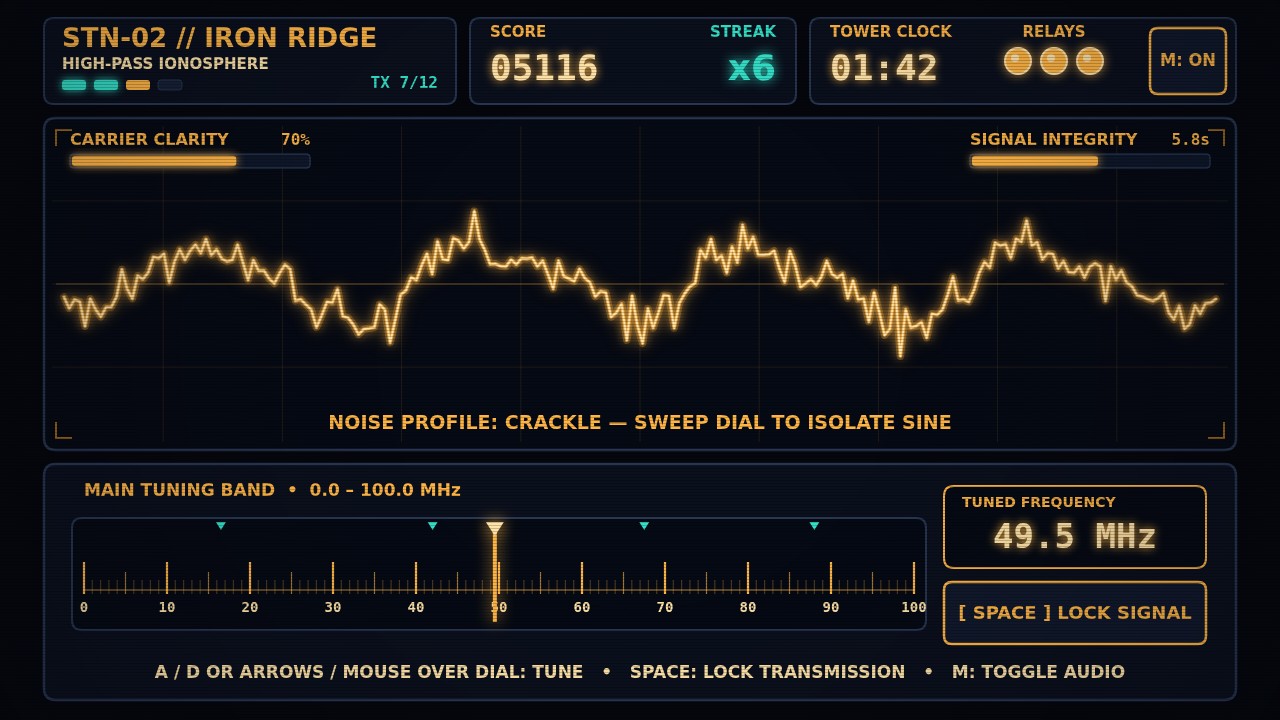 STN-02 // IRON RIDGE
HIGH-PASS IONOSPHERE
TX 7/12
SCORE
STREAK
05116
x6
TOWER CLOCK
RELAYS
01:42
M: ON
CARRIER CLARITY 70%
SIGNAL INTEGRITY 5.8s
NOISE PROFILE: CRACKLE — SWEEP DIAL TO ISOLATE SINE
MAIN TUNING BAND • 0.0 – 100.0 MHz
0 10 20 30 40 50 60 70 80 90 100
TUNED FREQUENCY
49.5 MHz
[ SPACE ] LOCK SIGNAL
A / D OR ARROWS / MOUSE OVER DIAL: TUNE • SPACE: LOCK TRANSMISSION • M: TOGGLE AUDIO